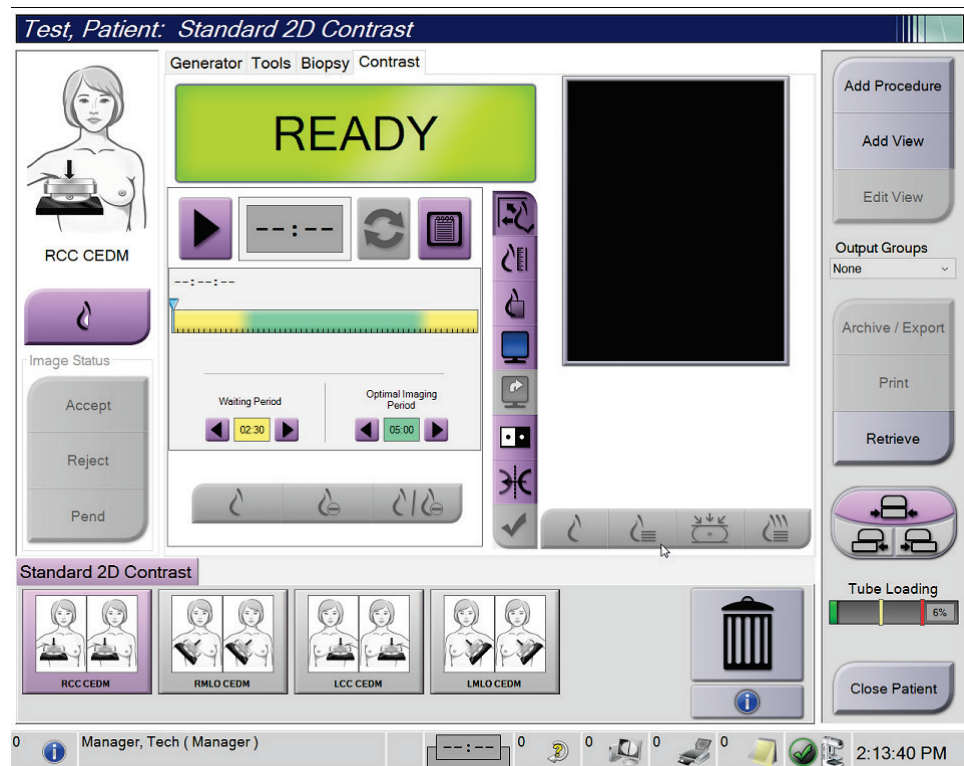 Test, Patient: Standard 2D Contrast
Generator Tools Biopsy Contrast
READY
RCC CEDM
--:--
--:--:--
Waiting Period
Optimal Imaging
Period
02:30
05:00
Image Status
Accept
Reject
Pend
Add Procedure
Add View
Edit View
Output Groups
None
Archive / Export
Print
Retrieve
Tube Loading
6%
Close Patient
Standard 2D Contrast
RCC CEDM
RMLO CEDM
LCC CEDM
LMLO CEDM
0 Manager, Tech ( Manager ) --:-- 0 0 0 0 2:13:40 PM